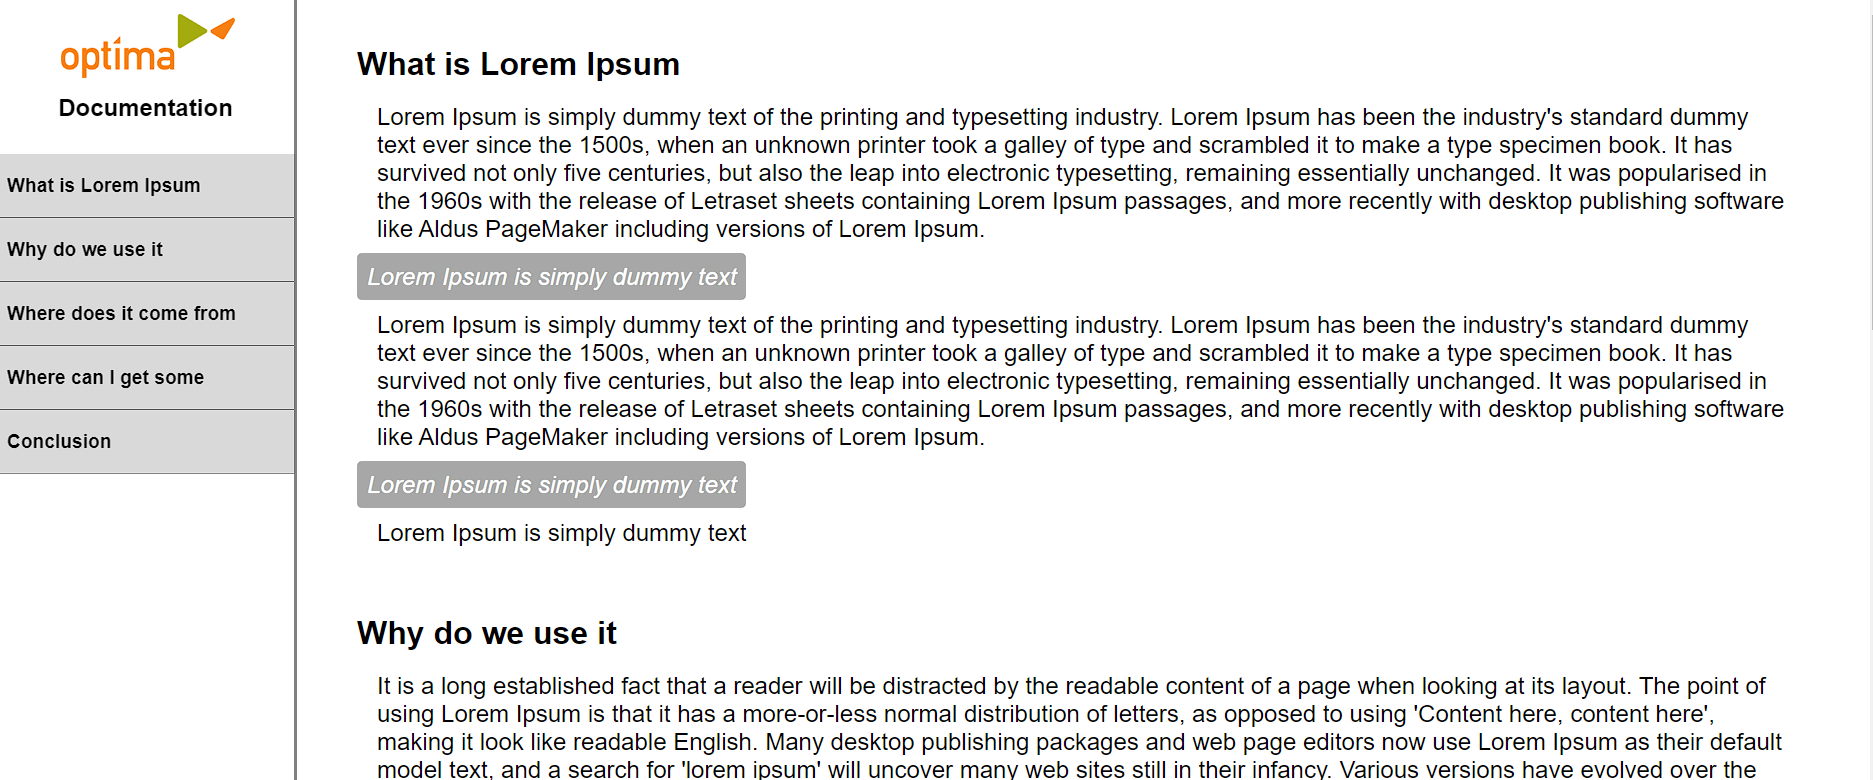 optima
Documentation
What is Lorem Ipsum
Why do we use it
Where does it come from
Where can I get some
Conclusion
What is Lorem Ipsum
Lorem Ipsum is simply dummy text of the printing and typesetting industry. Lorem Ipsum has been the industry's standard dummy
text ever since the 1500s, when an unknown printer took a galley of type and scrambled it to make a type specimen book. It has
survived not only five centuries, but also the leap into electronic typesetting, remaining essentially unchanged. It was popularised in
the 1960s with the release of Letraset sheets containing Lorem Ipsum passages, and more recently with desktop publishing software
like Aldus PageMaker including versions of Lorem Ipsum.
Lorem Ipsum is simply dummy text
Lorem Ipsum is simply dummy text of the printing and typesetting industry. Lorem Ipsum has been the industry's standard dummy
text ever since the 1500s, when an unknown printer took a galley of type and scrambled it to make a type specimen book. It has
survived not only five centuries, but also the leap into electronic typesetting, remaining essentially unchanged. It was popularised in
the 1960s with the release of Letraset sheets containing Lorem Ipsum passages, and more recently with desktop publishing software
like Aldus PageMaker including versions of Lorem Ipsum.
Lorem Ipsum is simply dummy text
Lorem Ipsum is simply dummy text
Why do we use it
It is a long established fact that a reader will be distracted by the readable content of a page when looking at its layout. The point of
using Lorem Ipsum is that it has a more-or-less normal distribution of letters, as opposed to using 'Content here, content here',
making it look like readable English. Many desktop publishing packages and web page editors now use Lorem Ipsum as their default
model text, and a search for 'lorem ipsum' will uncover many web sites still in their infancy. Various versions have evolved over the